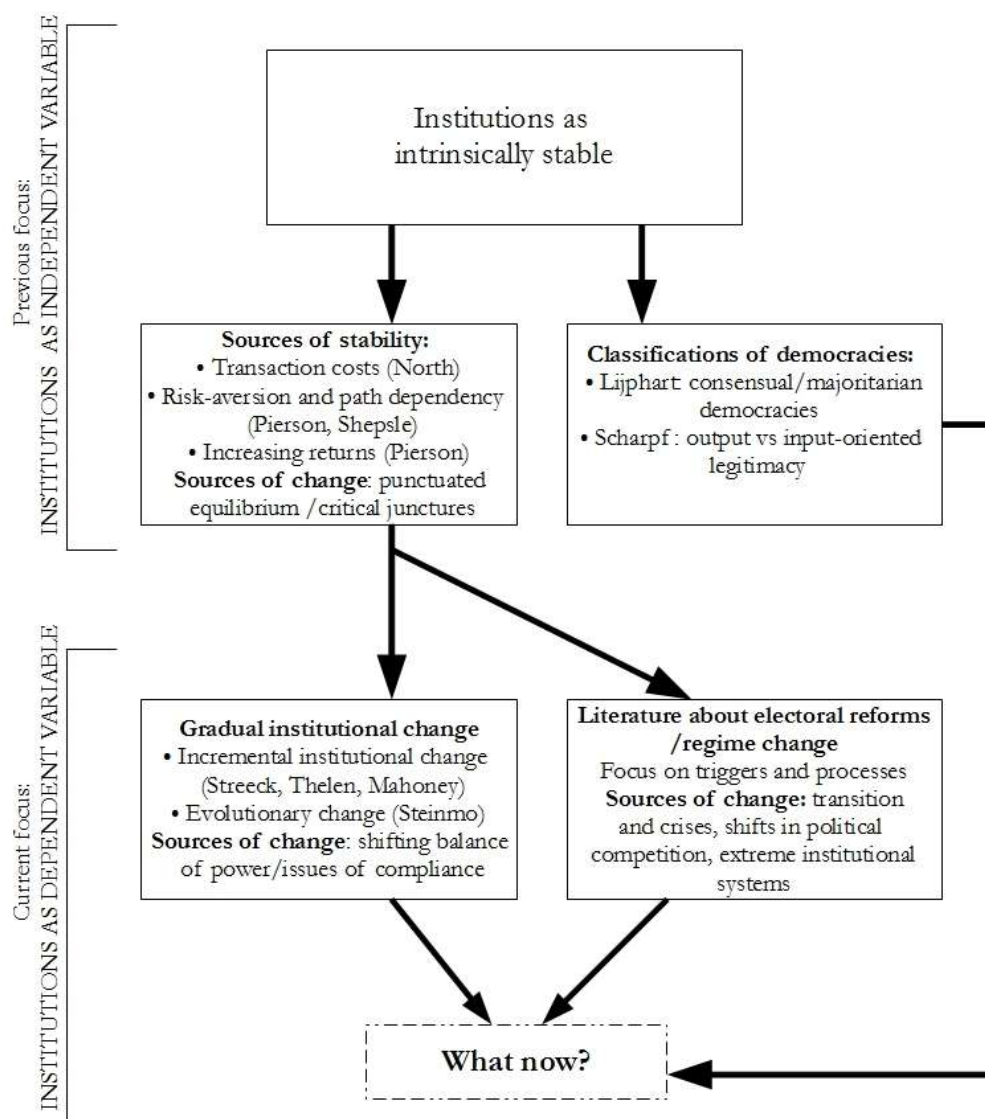 Previous focus:
INSTITUTIONS AS INDEPENDENT VARIABLE
Institutions as
intrinsically stable
Sources of stability:
• Transaction costs (North)
• Risk-aversion and path dependency
(Pierson, Shepsle)
• Increasing returns (Pierson)
Sources of change: punctuated
equilibrium /critical junctures
Classifications of democracies:
• Lijphart: consensual/majoritarian
democracies
• Scharpf : output vs input-oriented
legitimacy
Current focus:
INSTITUTIONS AS DEPENDENT VARIABLE
Gradual institutional change
• Incremental institutional change
(Streeck, Thelen, Mahoney)
• Evolutionary change (Steinmo)
Sources of change: shifting balance
of power/issues of compliance
Literature about electoral reforms
/regime change
Focus on triggers and processes
Sources of change: transition
and crises, shifts in political
competition, extreme institutional
systems
What now?